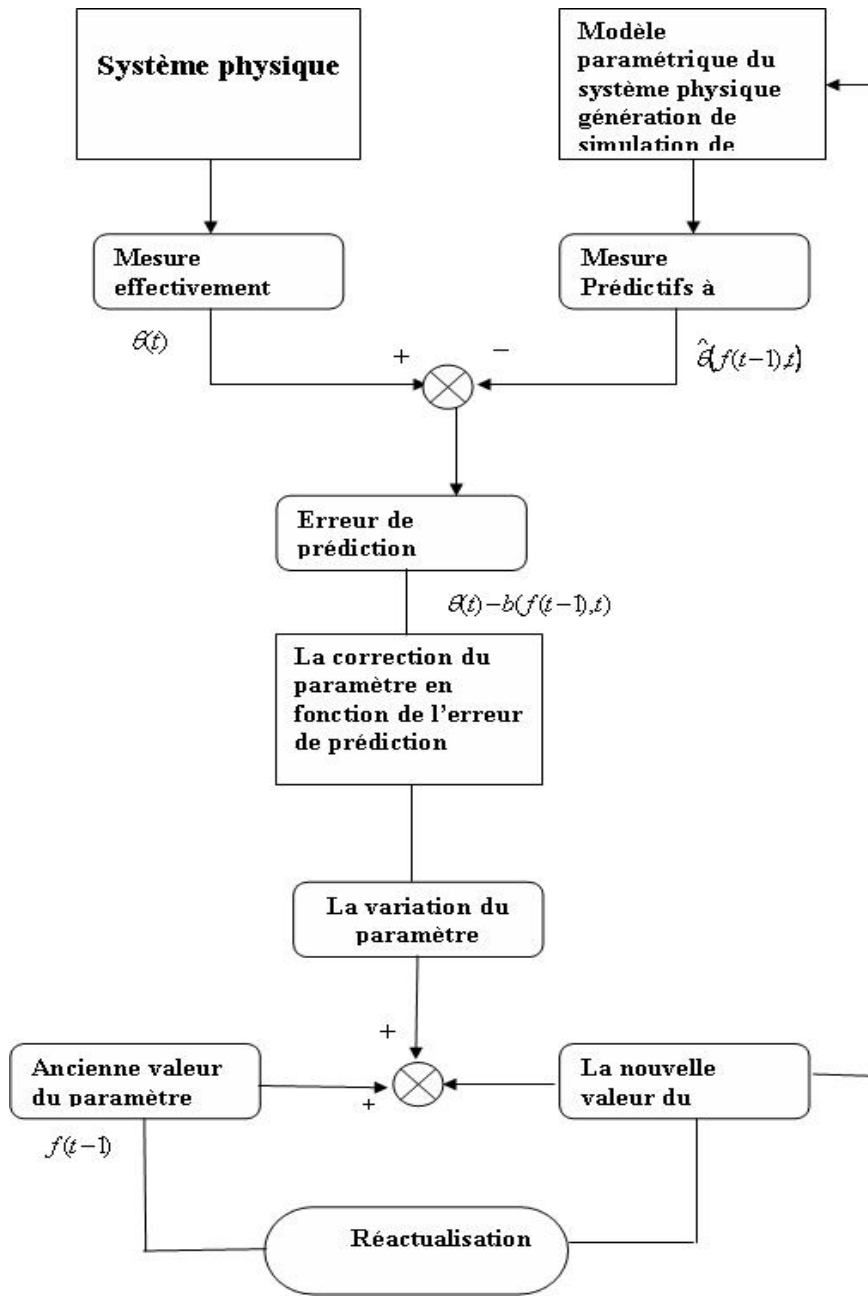 Système physique
Modèle
paramétrique du
système physique
génération de
simulation de
Mesure
effectivement
Mesure
Prédictifs à
θ(t)
+
−
θ̂(f(t−1),t)
Erreur de
prédiction
θ(t)−b(f(t−1),t)
La correction du
paramètre en
fonction de l'erreur
de prédiction
La variation du
paramètre
+
Ancienne valeur
du paramètre
+
La nouvelle
valeur du
f(t−1)
Réactualisation